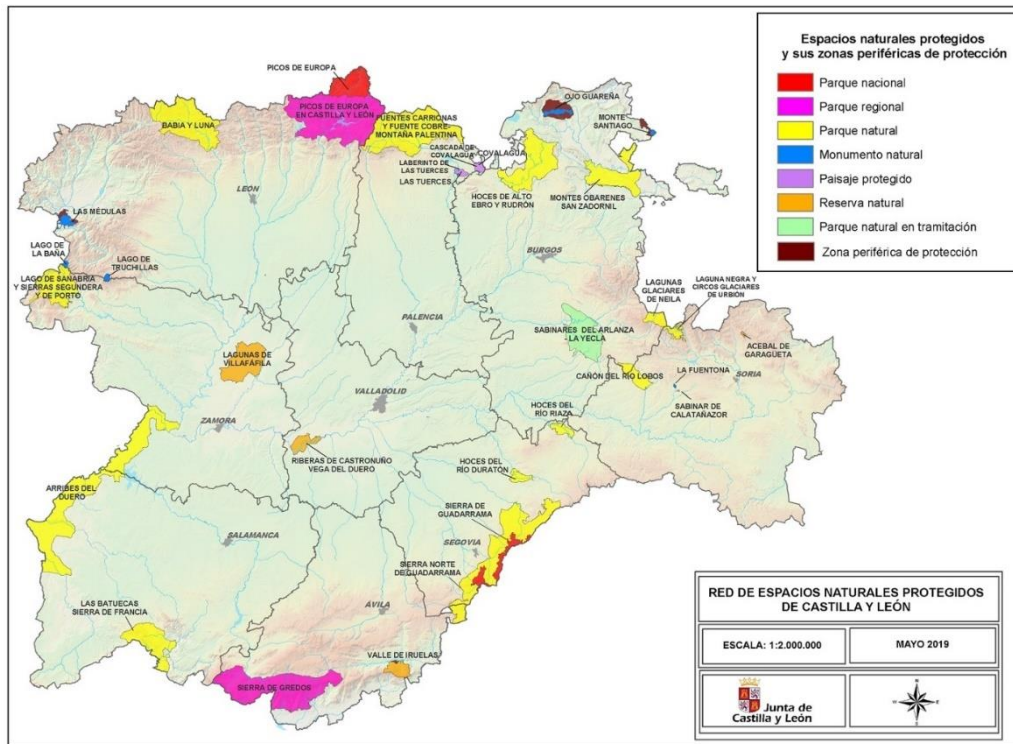 Espacios naturales protegidos
y sus zonas periféricas de protección
Parque nacional
Parque regional
Parque natural
Monumento natural
Paisaje protegido
Reserva natural
Parque natural en tramitación
Zona periférica de protección
PICOS DE EUROPA
PICOS DE EUROPA
EN CASTILLA Y LEÓN
BABIA Y LUNA
FUENTES CARRIONAS
Y FUENTE COBRE-
MONTAÑA PALENTINA
OJO GUAREÑA
MONTE
SANTIAGO
CASCADA DE
COVALAGUA
COVALAGUA
LABERINTO DE
LAS TUERCES
LAS TUERCES
HOCES DE ALTO
EBRO Y RUDRÓN
MONTES OBARENES
SAN ZADORNIL
LEÓN
LAS MÉDULAS
LAGO DE
LA BAÑA
LAGO DE
TRUCHILLAS
LAGO DE SANABRIA
Y SIERRAS SEGUNDERA
Y DE PORTO
BURGOS
PALENCIA
LAGUNAS
GLACIARES
DE NEILA
LAGUNA NEGRA Y
CIRCOS GLACIARES
DE URBIÓN
SABINARES DEL ARLANZA
LA YECLA
ACEBAL DE
GARAGÜETA
LAGUNAS DE
VILLAFÁFILA
CAÑÓN DEL RÍO LOBOS
LA FUENTONA
SORIA
SABINAR DE
CALATAÑAZOR
VALLADOLID
ZAMORA
HOCES DEL
RÍO RIAZA
RIBERAS DE CASTRONUÑO
VEGA DEL DUERO
HOCES DEL
RÍO DURATÓN
ARRIBES DEL
DUERO
SIERRA DE
GUADARRAMA
SALAMANCA
SEGOVIA
SIERRA NORTE
DE GUADARRAMA
LAS BATUECAS
SIERRA DE FRANCIA
ÁVILA
VALLE DE IRUELAS
SIERRA DE GREDOS
RED DE ESPACIOS NATURALES PROTEGIDOS
DE CASTILLA Y LEÓN
ESCALA: 1:2.000.000
MAYO 2019
Junta de
Castilla y León